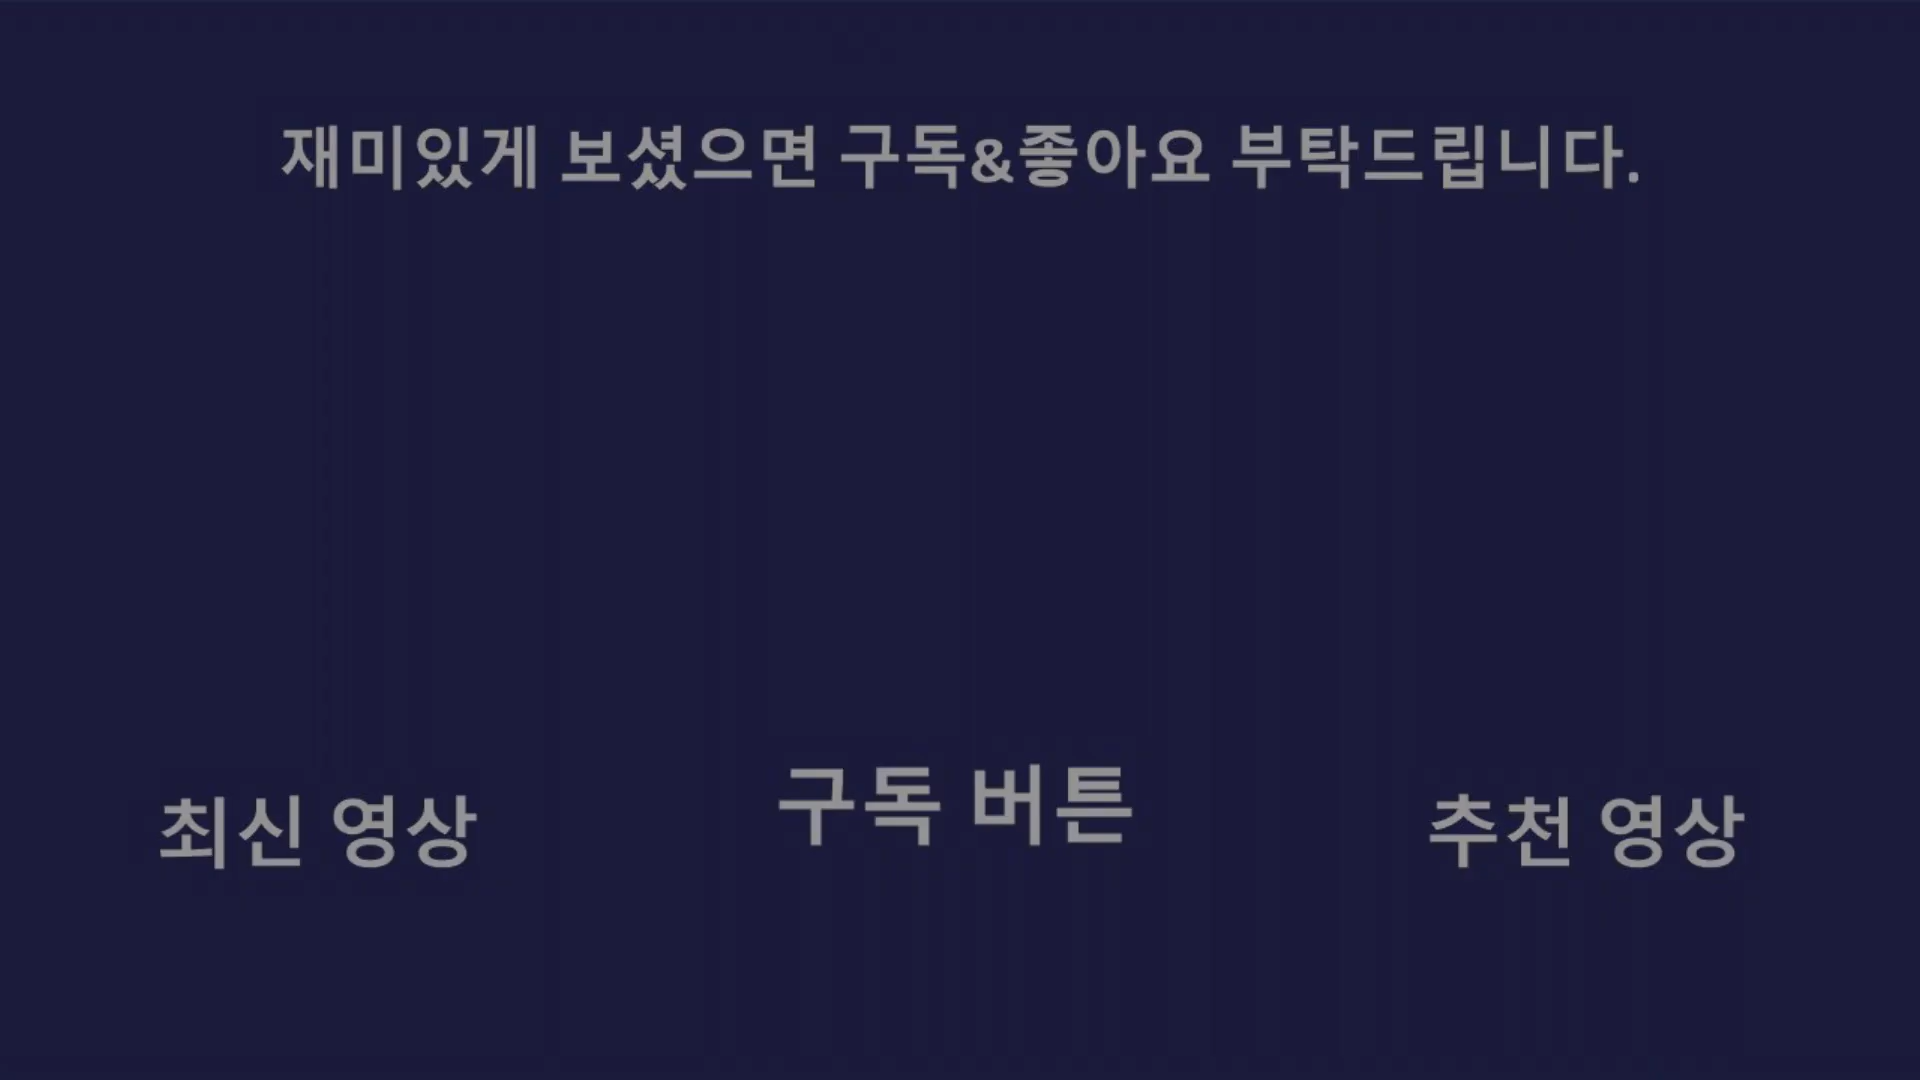 재미있게 보셨으면 구독&좋아요 부탁드립니다.
최신 영상
구독 버튼
추천 영상